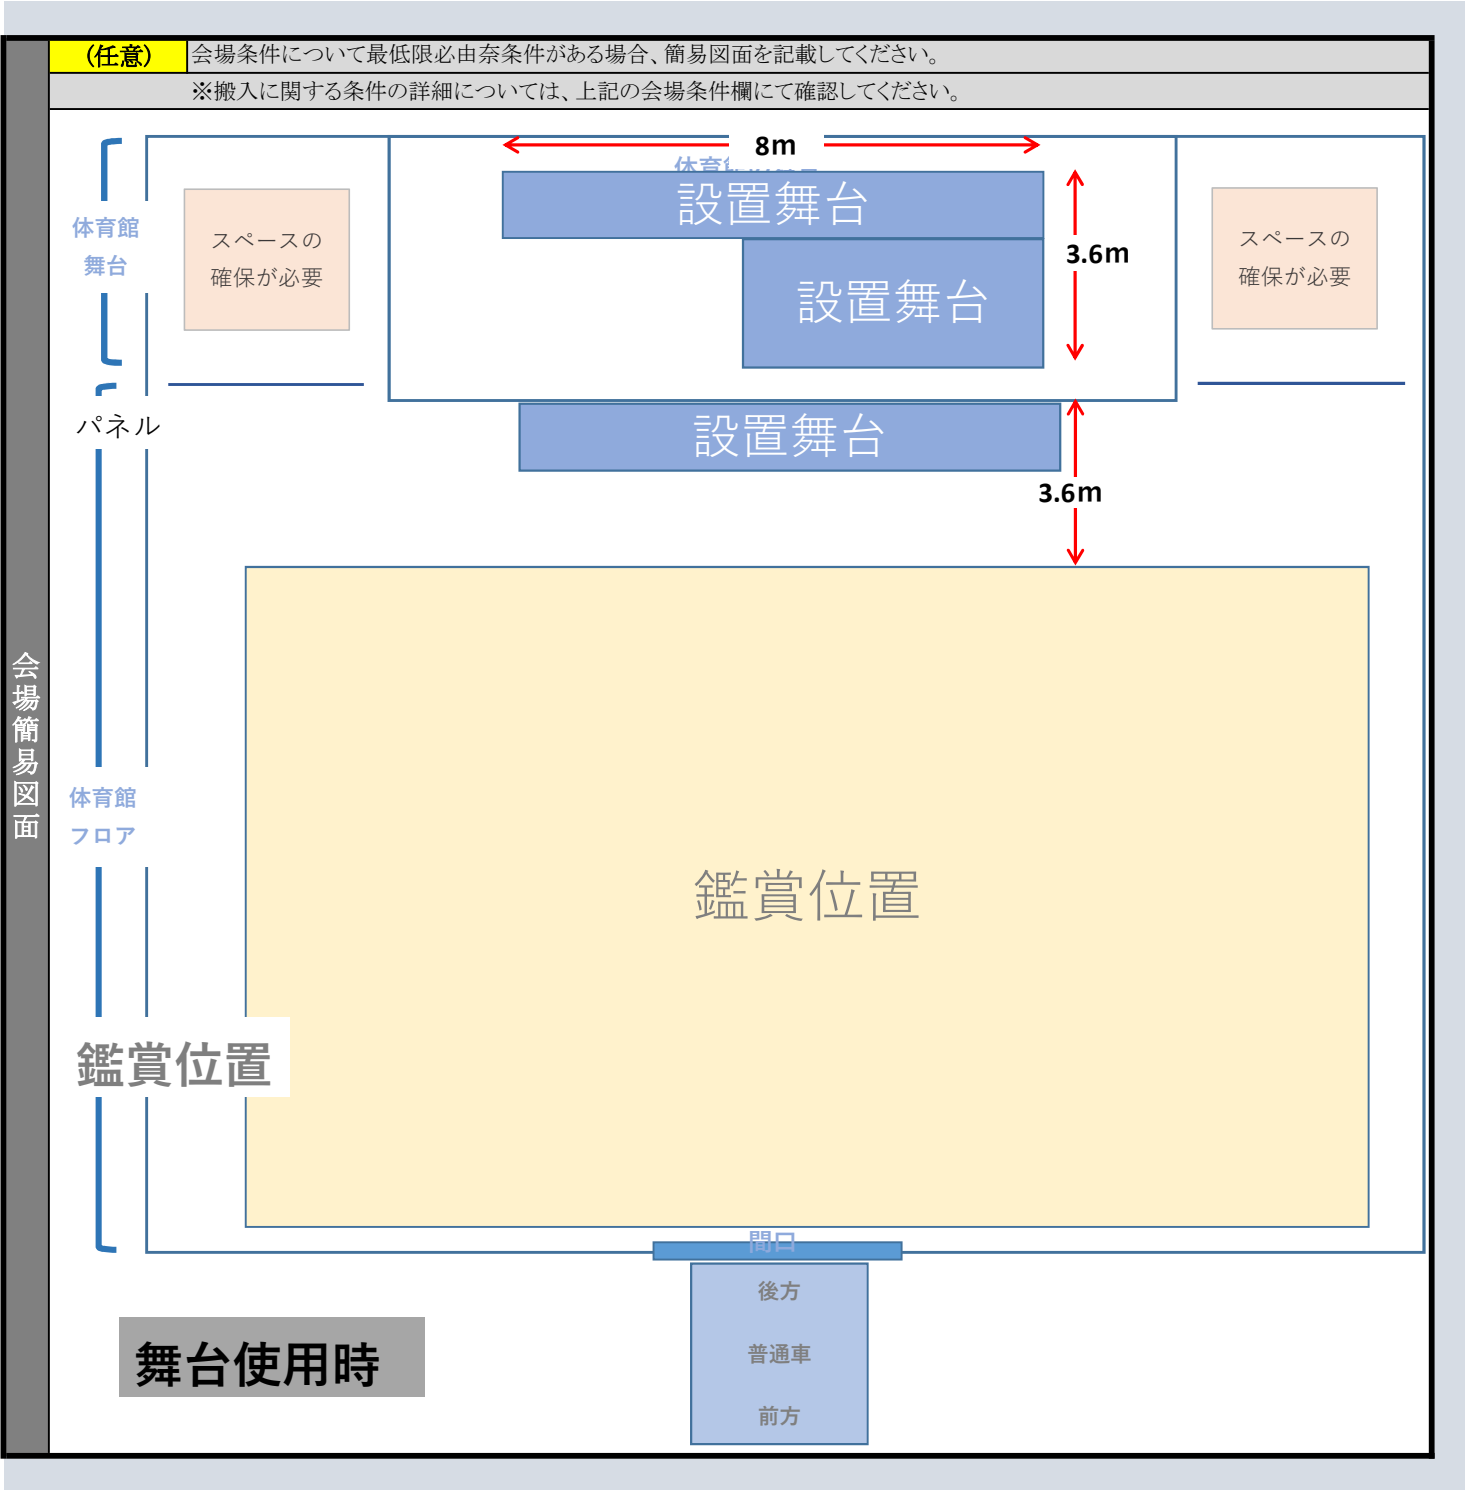 (任意)
会場条件について最低限必由奈条件がある場合、簡易図面を記載してください。
※搬入に関する条件の詳細については、上記の会場条件欄にて確認してください。
会場簡易図面
8m
体育館
設置舞台
体育館
舞台
スペースの
確保が必要
3.6m
スペースの
確保が必要
設置舞台
パネル
設置舞台
3.6m
体育館
フロア
鑑賞位置
鑑賞位置
間口
後方
普通車
前方
舞台使用時